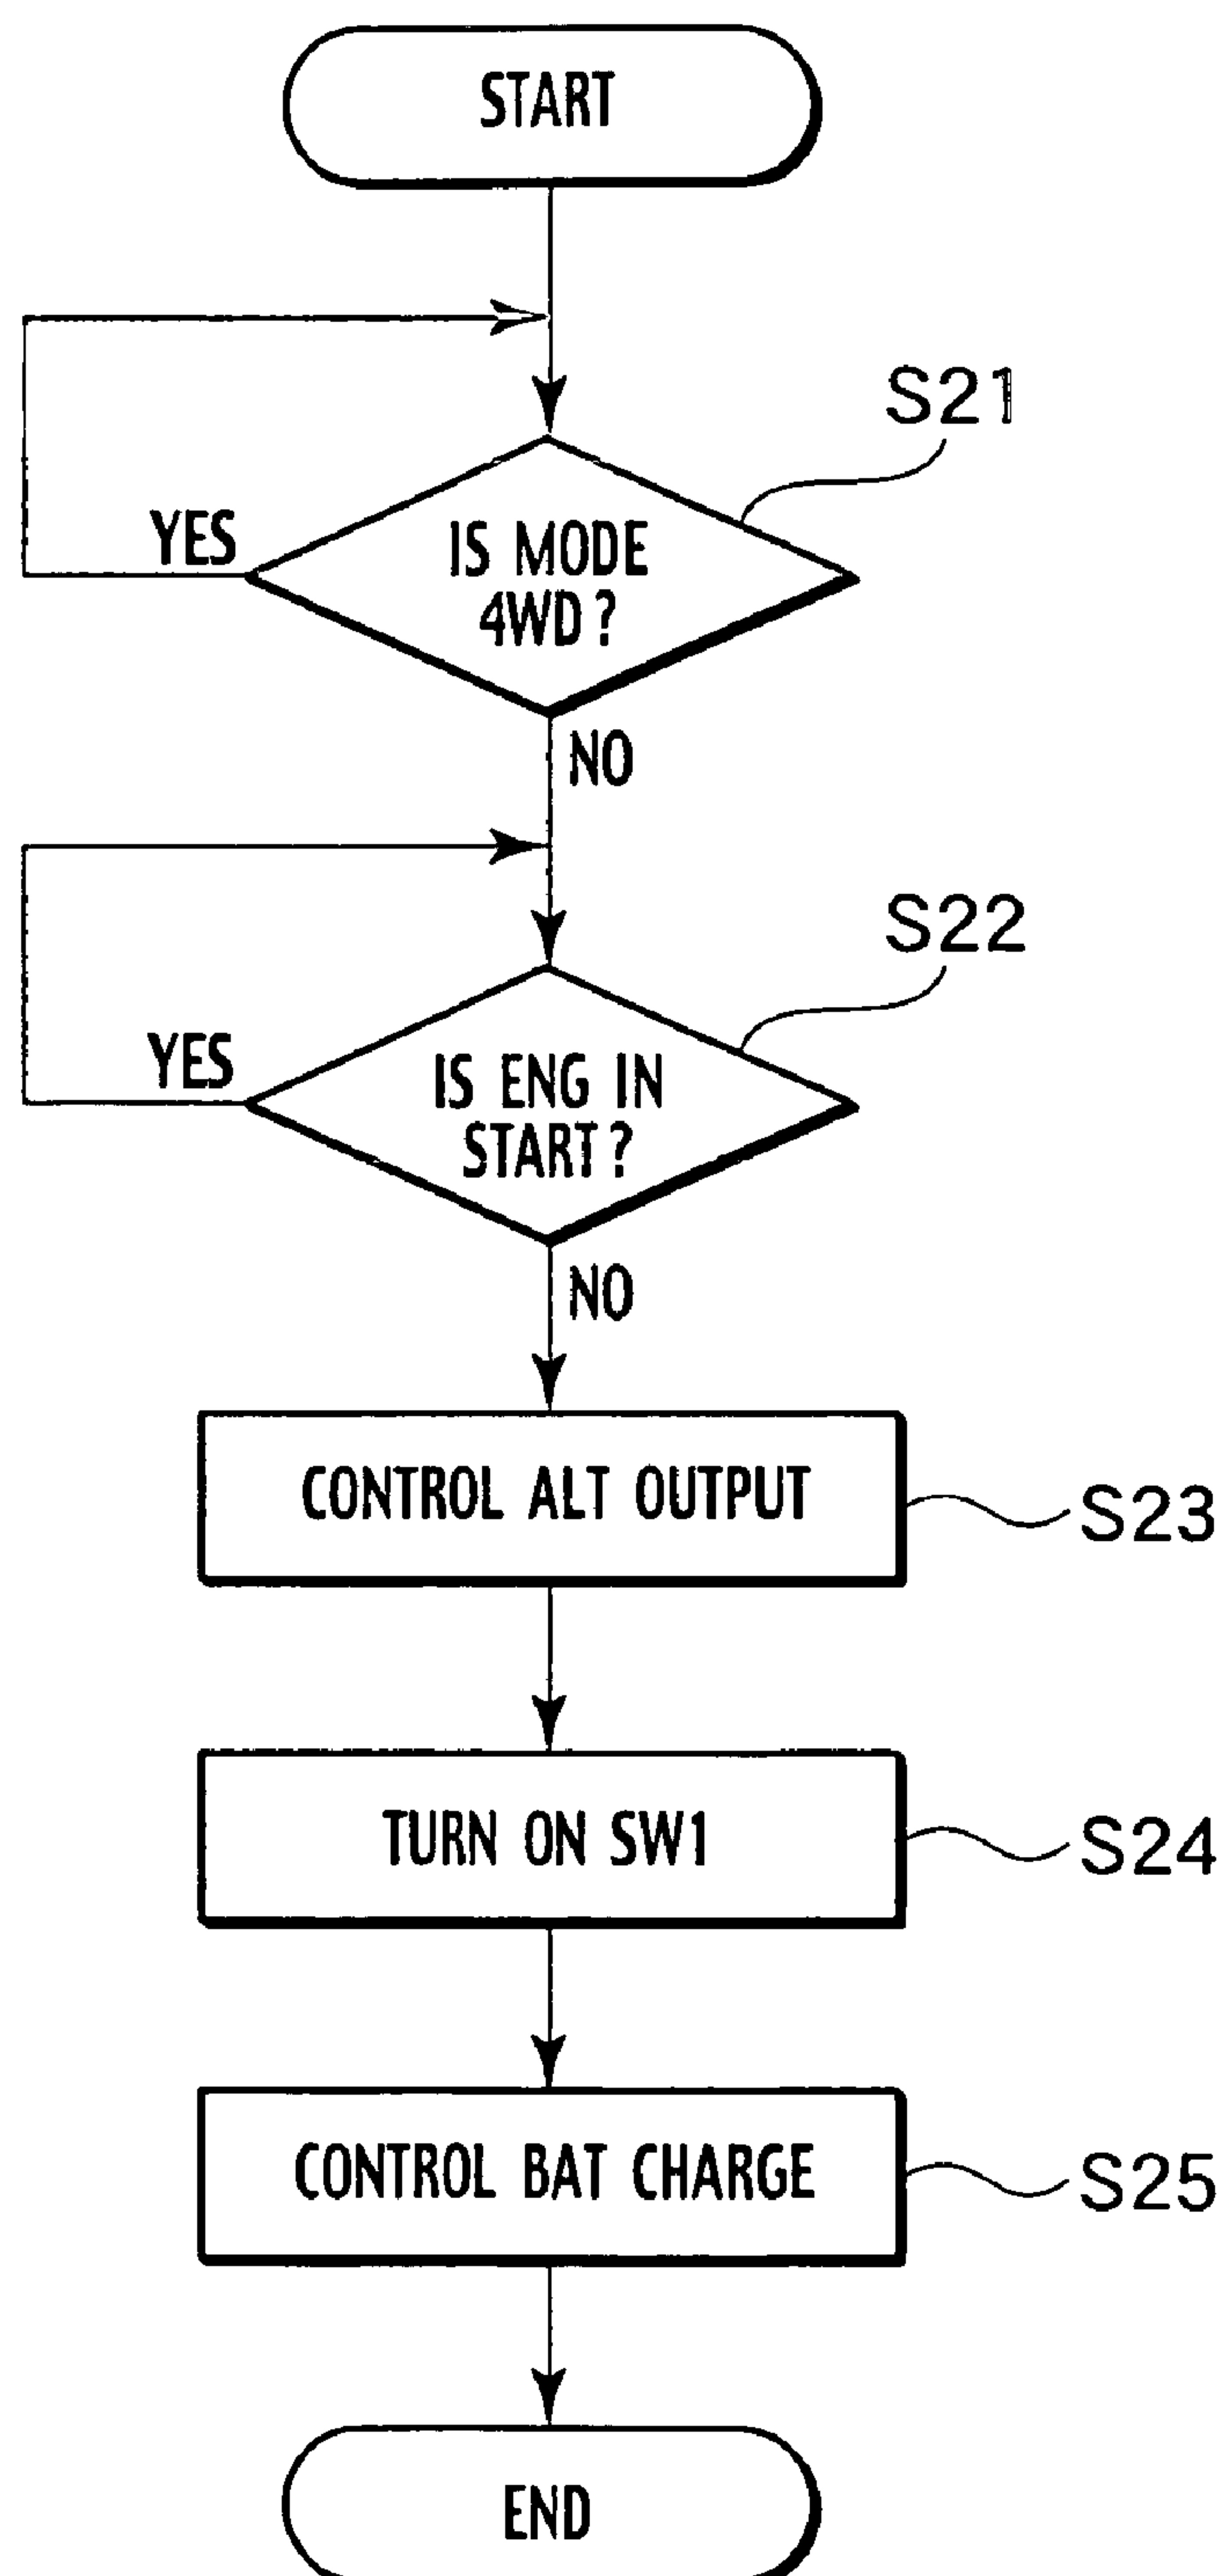 START
S21
YES
IS MODE
4WD?
NO
S22
YES
IS ENG IN
START?
NO
CONTROL ALT OUTPUT
S23
TURN ON SW1
S24
CONTROL BAT CHARGE
S25
END